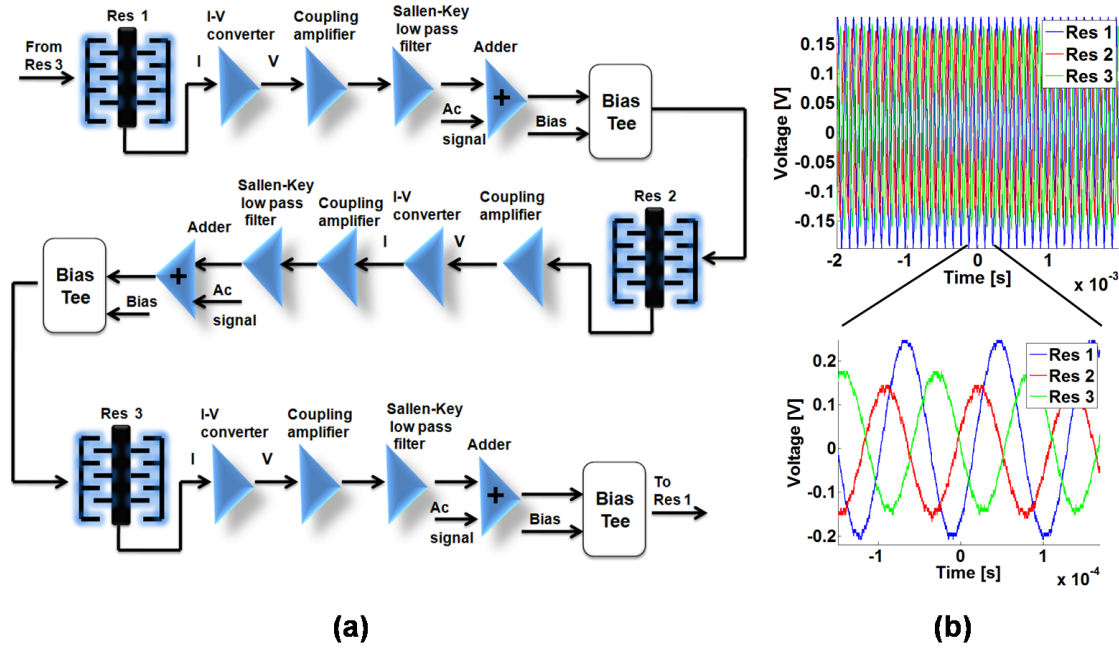 Res 1
From
Res 3
I
I-V
converter
V
Coupling
amplifier
Sallen-Key
low pass
filter
Adder
+
Ac
signal
Bias
Bias
Tee
Res 2
Coupling
amplifier
V
I-V
converter
I
Coupling
amplifier
Sallen-Key
low pass
filter
Adder
+
Ac
signal
Bias
Bias
Tee
Res 3
I
I-V
converter
V
Coupling
amplifier
Sallen-Key
low pass
filter
Adder
+
Ac
signal
Bias
Bias
Tee
To
Res 1
(a)
Voltage [V]
0.15
0.1
0.05
0
-0.05
-0.1
-0.15
Res 1
Res 2
Res 3
-2 -1 0 1 2
Time [s]
x 10-3
Voltage [V]
0.2
0.1
0
-0.1
-0.2
Res 1
Res 2
Res 3
-1 0 1
Time [s]
x 10-4
(b)